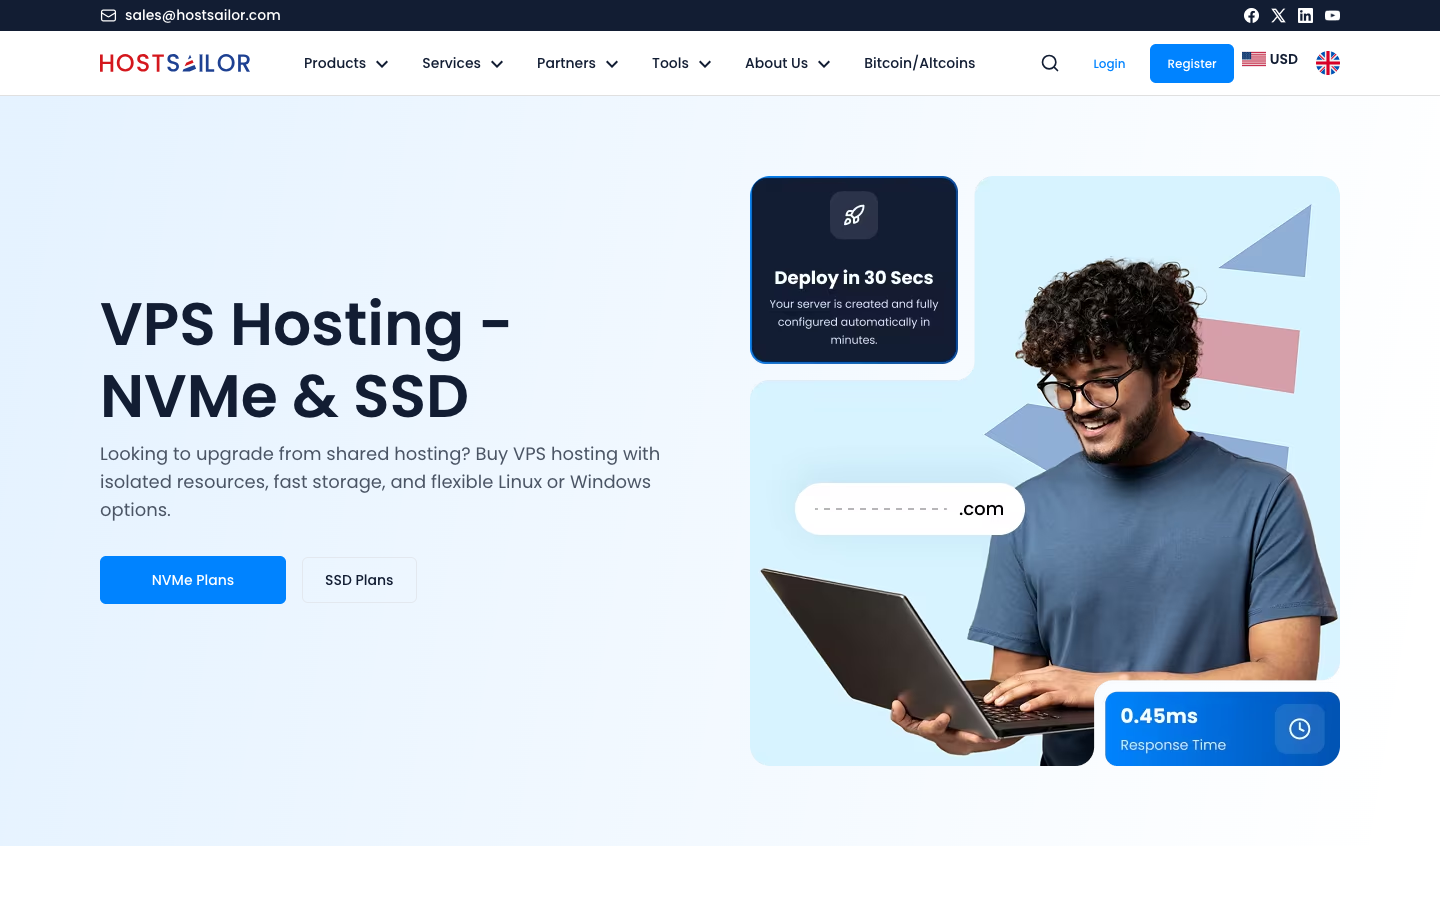 sales@hostsailor.com
HOSTSAILOR
Products
Services
Partners
Tools
About Us
Bitcoin/Altcoins
Login
Register
USD
VPS Hosting -
NVMe & SSD
Looking to upgrade from shared hosting? Buy VPS hosting with
isolated resources, fast storage, and flexible Linux or Windows
options.
NVMe Plans
SSD Plans
Deploy in 30 Secs
Your server is created and fully
configured automatically in
minutes.
.com
0.45ms
Response Time